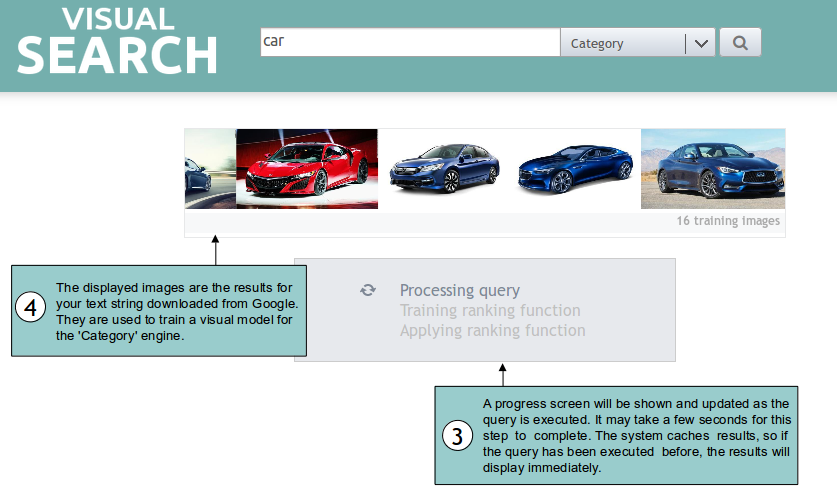 VISUAL
SEARCH
car
Category
16 training images
4
The displayed images are the results for
your text string downloaded from Google.
They are used to train a visual model for
the 'Category' engine.
Processing query
Training ranking function
Applying ranking function
3
A progress screen will be shown and updated as the
query is executed. It may take a few seconds for this
step to complete. The system caches results, so if
the query has been executed before, the results will
display immediately.